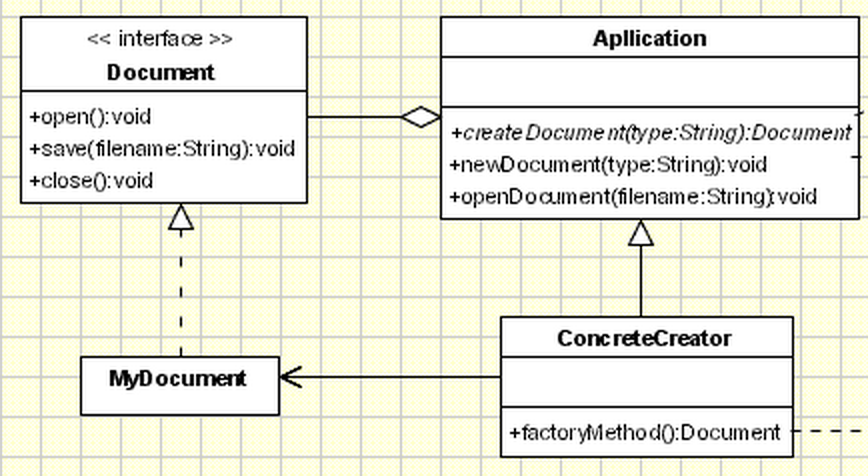 << interface >>
Document
+open():void
+save(filename:String):void
+close():void
Apllication
+createDocument(type:String):Document
+newDocument(type:String):void
+openDocument(filename:String):void
MyDocument
ConcreteCreator
+factoryMethod():Document